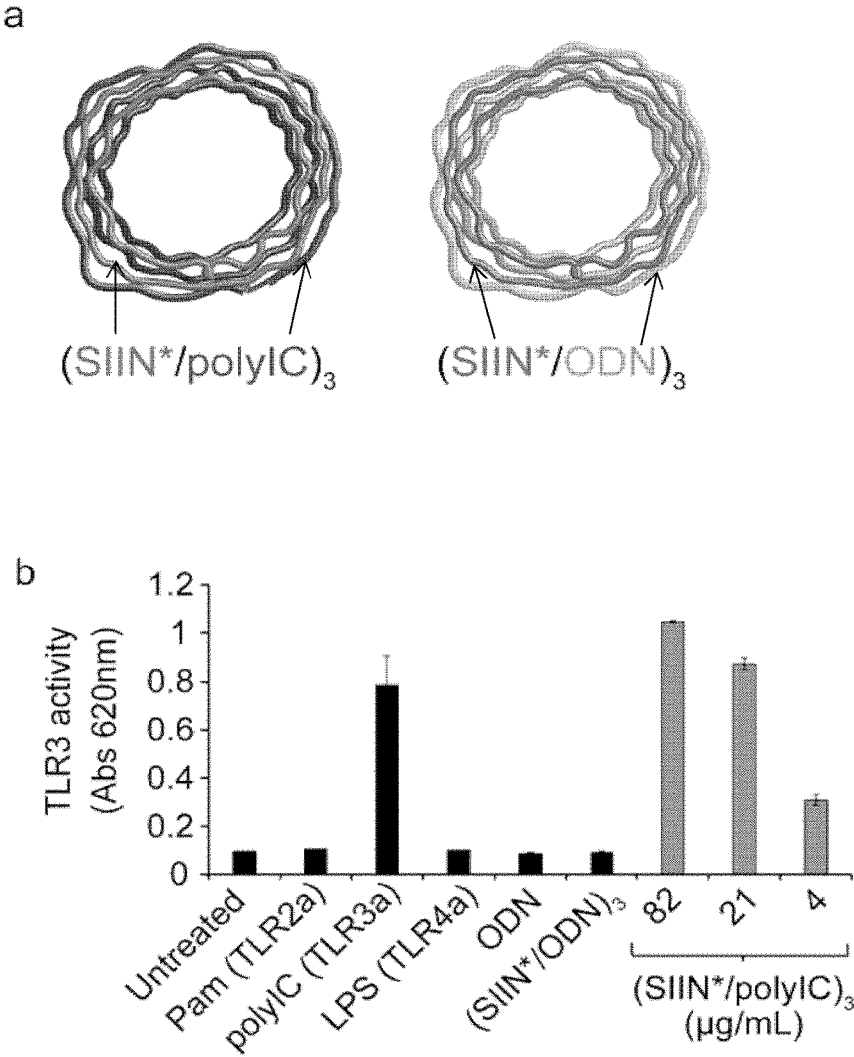 a
(SIIN*/polyIC)3
(SIIN*/ODN)3
b
TLR3 activity
(Abs 620nm)
1.2
1
0.8
0.6
0.4
0.2
0
Untreated
Pam (TLR2a)
polyIC (TLR3a)
LPS (TLR4a)
ODN
(SIIN*/ODN)3
82
21
4
(SIIN*/polyIC)3
(µg/mL)